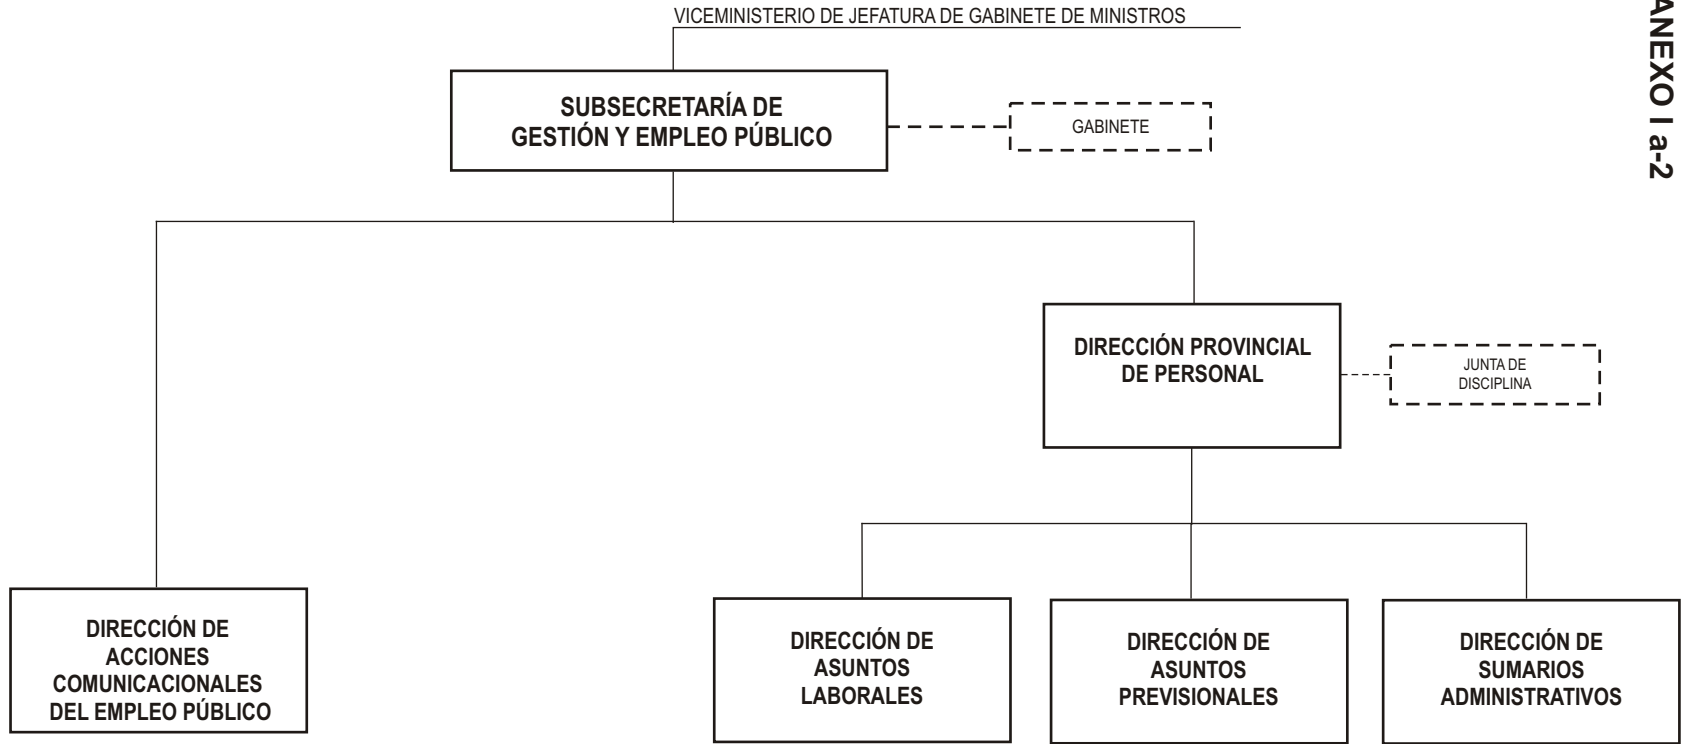 VICEMINISTERIO DE JEFATURA DE GABINETE DE MINISTROS
ANEXO I a-2
SUBSECRETARÍA DE
GESTIÓN Y EMPLEO PÚBLICO
GABINETE
DIRECCIÓN PROVINCIAL
DE PERSONAL
JUNTA DE
DISCIPLINA
DIRECCIÓN DE
ACCIONES
COMUNICACIONALES
DEL EMPLEO PÚBLICO
DIRECCIÓN DE
ASUNTOS
LABORALES
DIRECCIÓN DE
ASUNTOS
PREVISIONALES
DIRECCIÓN DE
SUMARIOS
ADMINISTRATIVOS